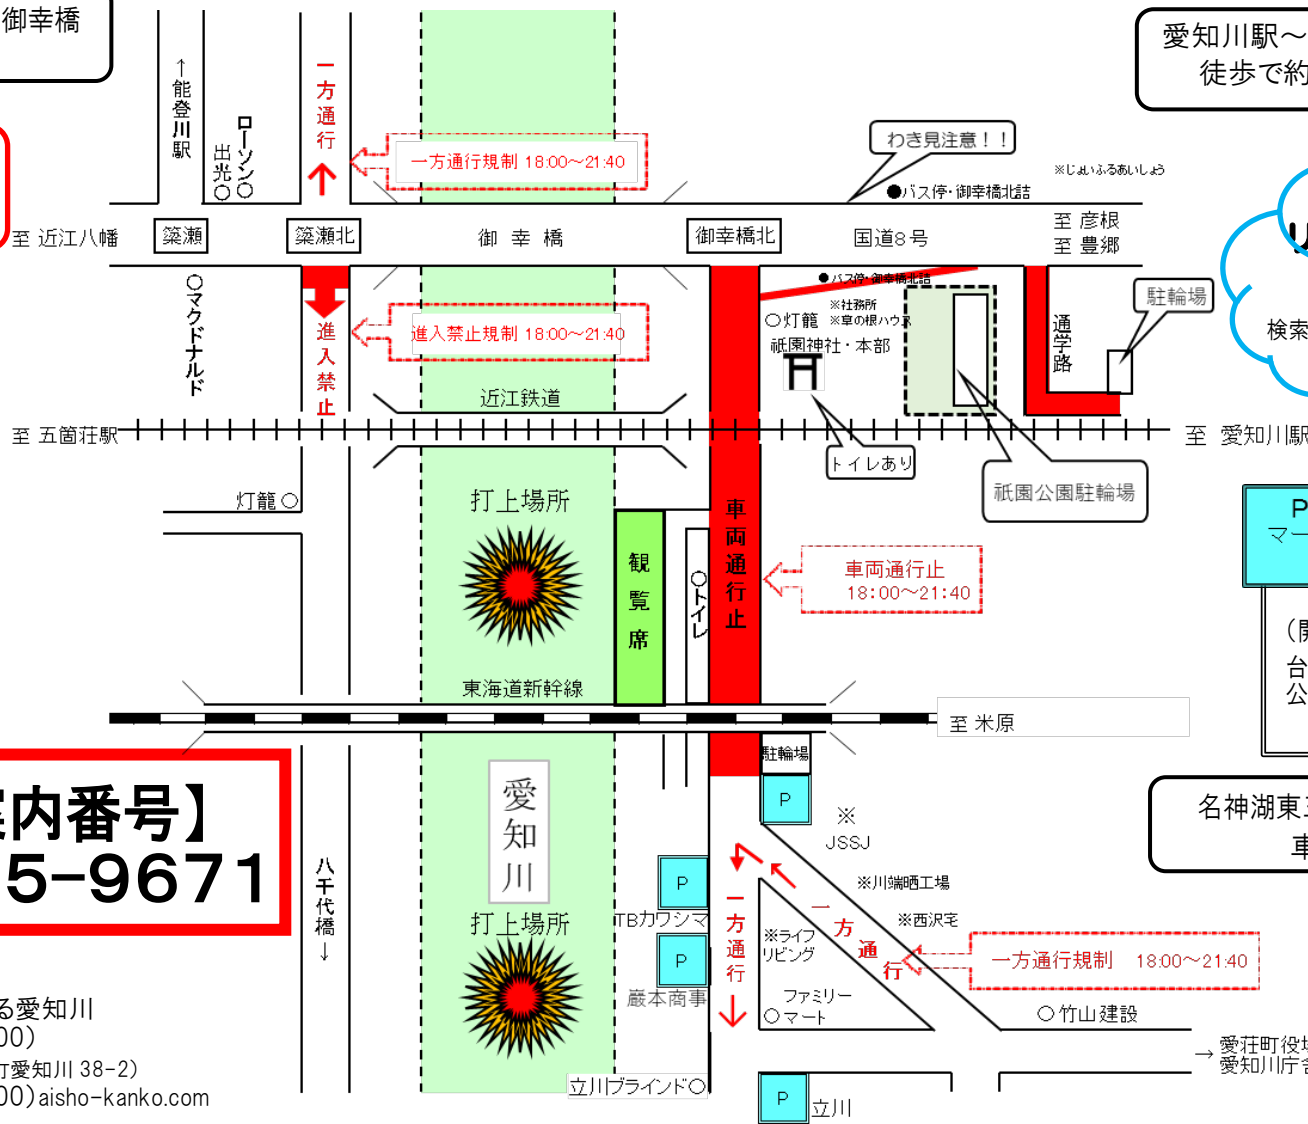 御幸橋
愛知川駅～
徒歩で約
↑能登川駅
ローソン○
出光○
一方通行
一方通行規制 18:00～21:40
わき見注意！！
※じょいふるあいしょう
●バス停・御幸橋北詰
至 近江八幡
簗瀬
簗瀬北
御幸橋
御幸橋北
国道8号
至 彦根
至 豊郷
○マクドナルド
進入禁止
進入禁止規制 18:00～21:40
●バス停・御幸橋北詰
※社務所
○灯籠 ※草の根ハウス
祇園神社・本部
通学路
駐輪場
検索
近江鉄道
至 五箇荘駅
至 愛知川駅
トイレあり
祇園公園駐輪場
灯籠○
打上場所
観覧席
○トイレ
車両通行止
車両通行止
18:00～21:40
P
マー
台
公
東海道新幹線
至 米原
駐輪場
P
※
JSSJ
案内番号】
5-9671
愛知川
名神湖東三
車
八千代橋↓
P
TBカワシマ
打上場所
P
巖本商事
一方通行
一方通行
※川端晒工場
※西沢宅
※ライフ
リビング
一方通行規制 18:00～21:40
ファミリー
○マート
○竹山建設
→ 愛荘町役場
愛知川庁舎
る愛知川
00)
町愛知川 38-2)
00)aisho-kanko.com
立川ブラインド○
P
立川